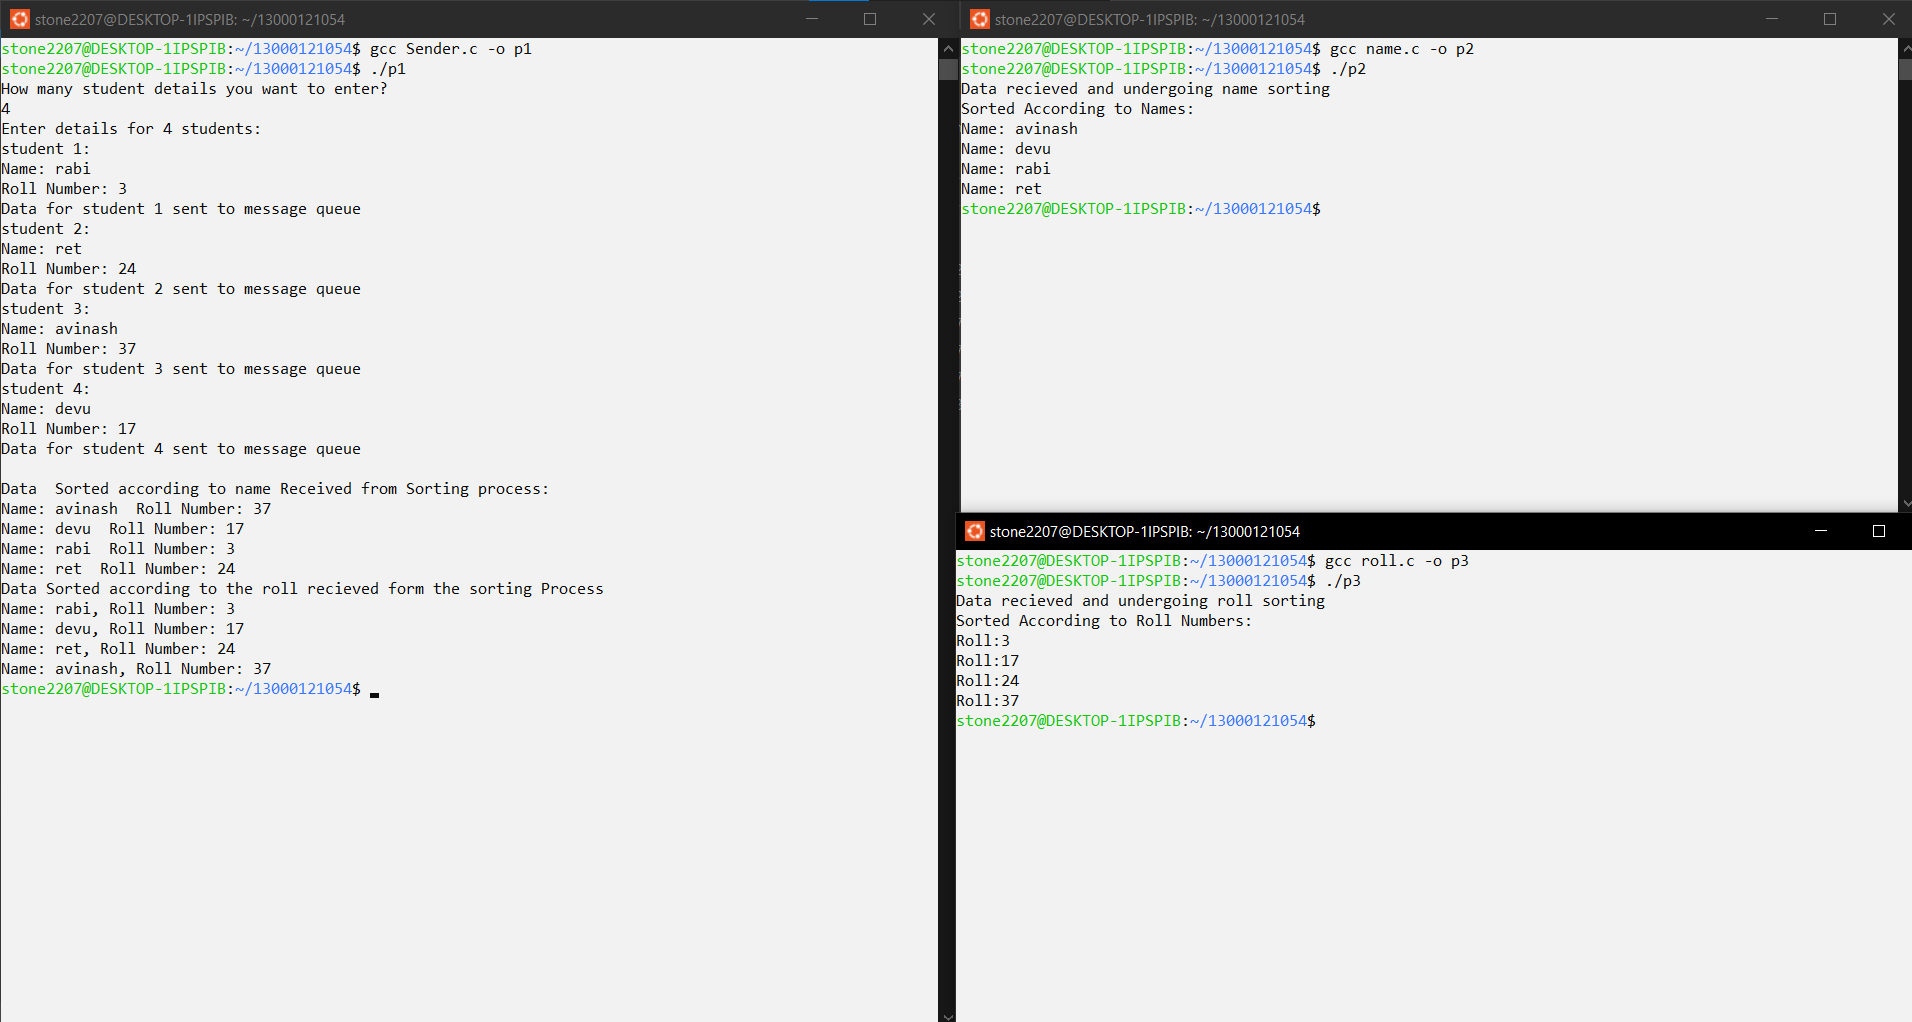 stone2207@DESKTOP-1IPSPIB: ~/13000121054
stone2207@DESKTOP-1IPSPIB:~/13000121054$ gcc Sender.c -o p1
stone2207@DESKTOP-1IPSPIB:~/13000121054$ ./p1
How many student details you want to enter?
4
Enter details for 4 students:
student 1:
Name: rabi
Roll Number: 3
Data for student 1 sent to message queue
student 2:
Name: ret
Roll Number: 24
Data for student 2 sent to message queue
student 3:
Name: avinash
Roll Number: 37
Data for student 3 sent to message queue
student 4:
Name: devu
Roll Number: 17
Data for student 4 sent to message queue
Data  Sorted according to name Received from Sorting process:
Name: avinash  Roll Number: 37
Name: devu  Roll Number: 17
Name: rabi  Roll Number: 3
Name: ret  Roll Number: 24
Data Sorted according to the roll recieved form the sorting Process
Name: rabi, Roll Number: 3
Name: devu, Roll Number: 17
Name: ret, Roll Number: 24
Name: avinash, Roll Number: 37
stone2207@DESKTOP-1IPSPIB:~/13000121054$
stone2207@DESKTOP-1IPSPIB: ~/13000121054
stone2207@DESKTOP-1IPSPIB:~/13000121054$ gcc name.c -o p2
stone2207@DESKTOP-1IPSPIB:~/13000121054$ ./p2
Data recieved and undergoing name sorting
Sorted According to Names:
Name: avinash
Name: devu
Name: rabi
Name: ret
stone2207@DESKTOP-1IPSPIB:~/13000121054$
stone2207@DESKTOP-1IPSPIB: ~/13000121054
stone2207@DESKTOP-1IPSPIB:~/13000121054$ gcc roll.c -o p3
stone2207@DESKTOP-1IPSPIB:~/13000121054$ ./p3
Data recieved and undergoing roll sorting
Sorted According to Roll Numbers:
Roll:3
Roll:17
Roll:24
Roll:37
stone2207@DESKTOP-1IPSPIB:~/13000121054$